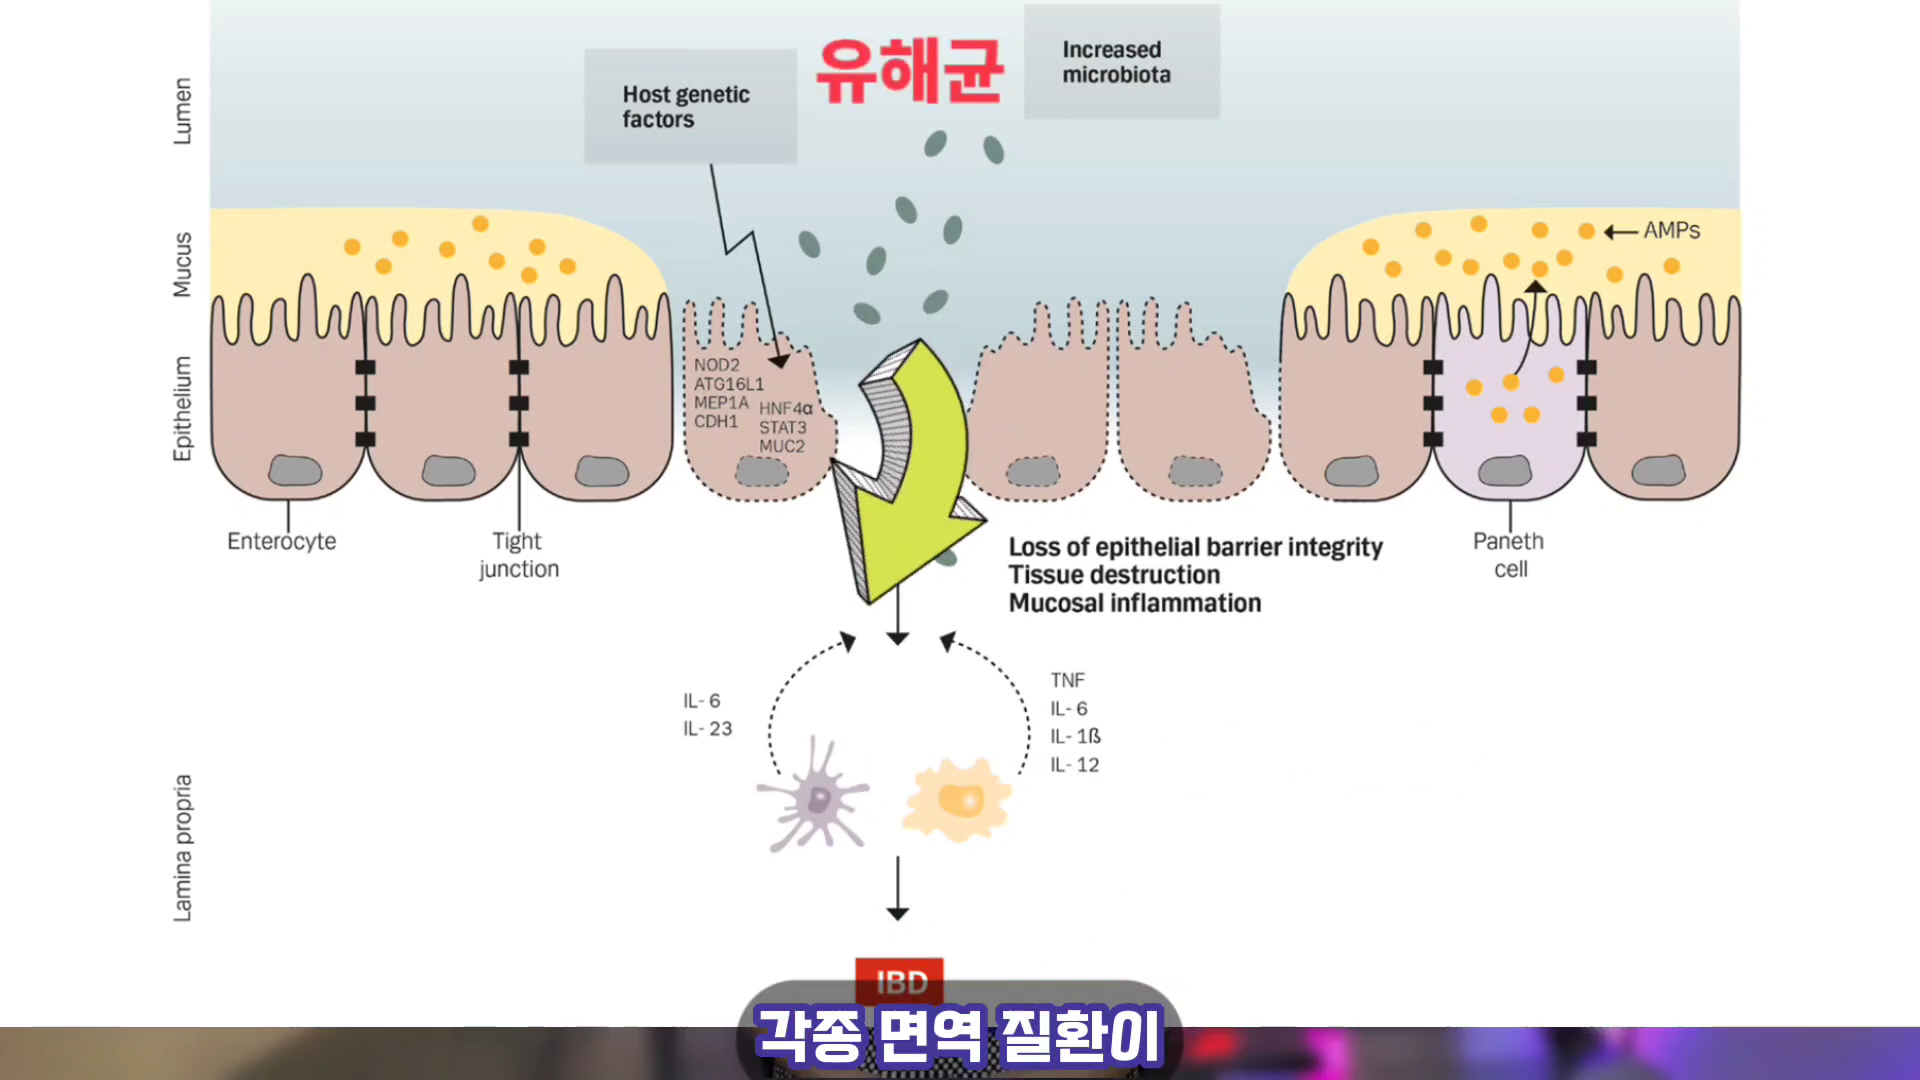 유해균
Increased
microbiota
Host genetic
factors
Lumen
Mucus
AMPs
Epithelium
NOD2
ATG16L1
MEP1A
CDH1
HNF4α
STAT3
MUC2
Enterocyte
Tight
junction
Loss of epithelial barrier integrity
Tissue destruction
Mucosal inflammation
Paneth
cell
IL- 6
IL- 23
TNF
IL- 6
IL- 1ß
IL- 12
Lamina propria
IBD
각종 면역 질환이